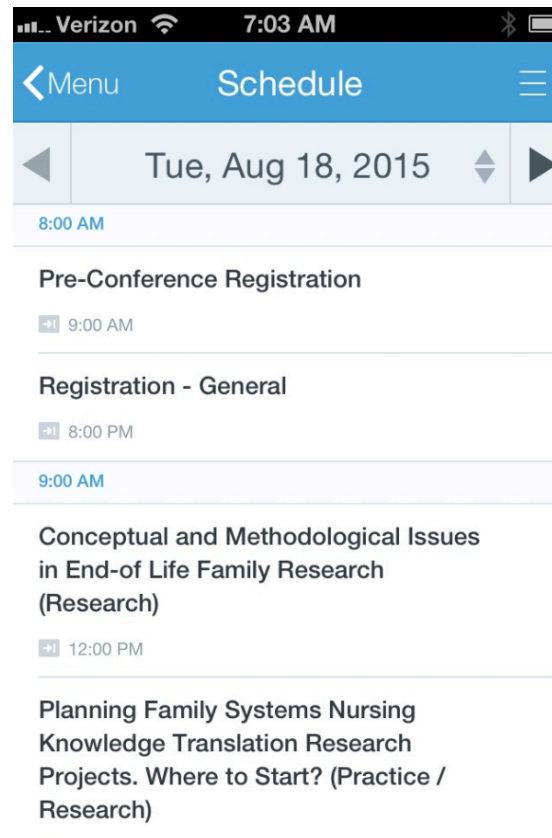 Verizon 7:03 AM
Menu Schedule
Tue, Aug 18, 2015
8:00 AM
Pre-Conference Registration
9:00 AM
Registration - General
8:00 PM
9:00 AM
Conceptual and Methodological Issues
in End-of Life Family Research
(Research)
12:00 PM
Planning Family Systems Nursing
Knowledge Translation Research
Projects. Where to Start? (Practice /
Research)